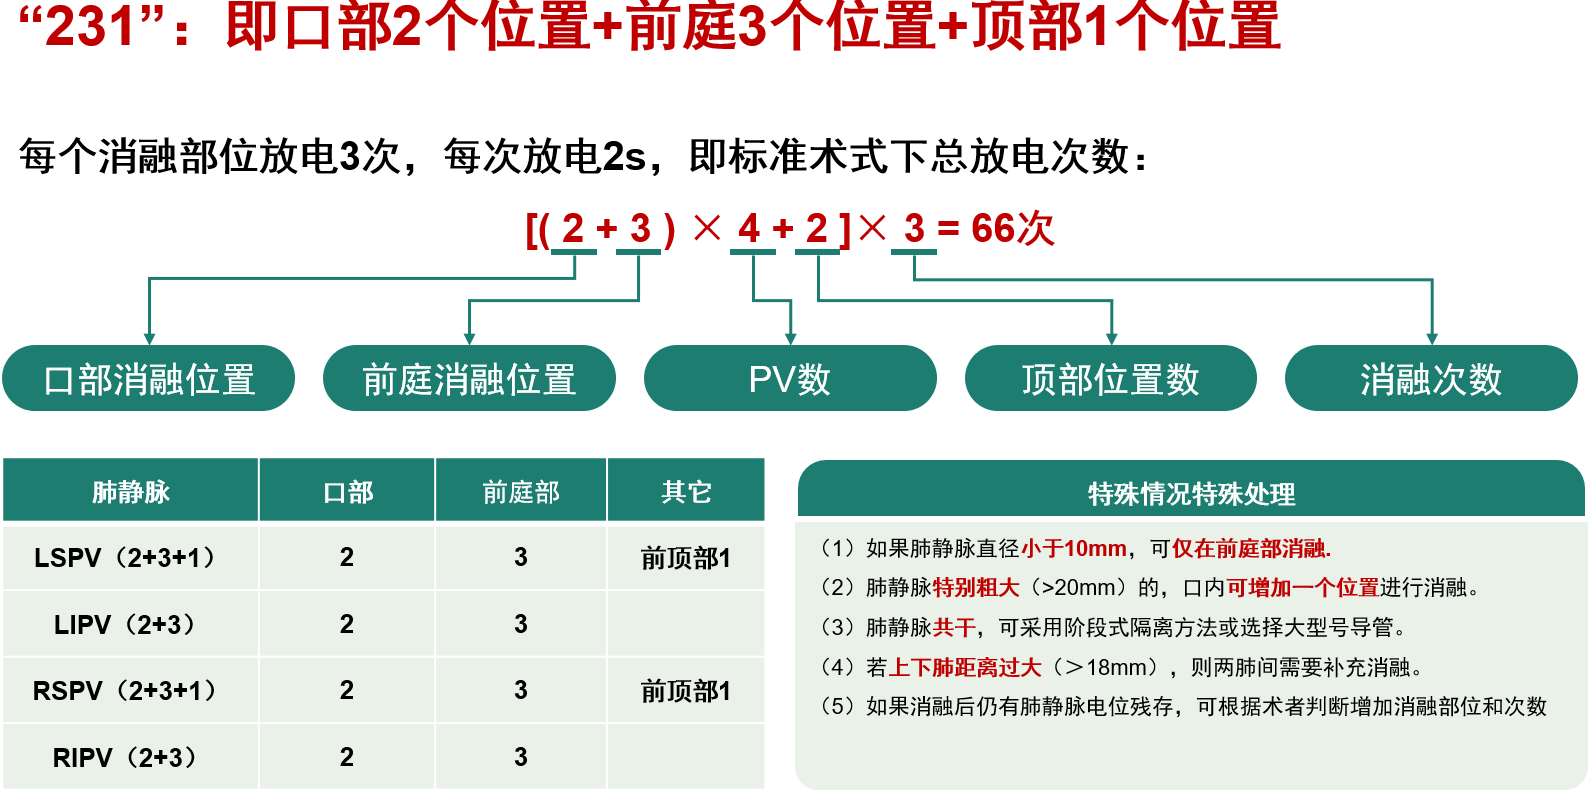 “231”：即口部2个位置+前庭3个位置+顶部1个位置
每个消融部位放电3次，每次放电2s，即标准术式下总放电次数：
[( 2 + 3 ) × 4 + 2 ] × 3 = 66次
口部消融位置 前庭消融位置 PV数 顶部位置数 消融次数
肺静脉 口部 前庭部 其它
LSPV（2+3+1） 2 3 前顶部1
LIPV（2+3） 2 3
RSPV（2+3+1） 2 3 前顶部1
RIPV（2+3） 2 3
特殊情况特殊处理
（1）如果肺静脉直径小于10mm，可仅在前庭部消融.
（2）肺静脉特别粗大（>20mm）的，口内可增加一个位置进行消融。
（3）肺静脉共干，可采用阶段式隔离方法或选择大型号导管。
（4）若上下肺距离过大（＞18mm），则两肺间需要补充消融。
（5）如果消融后仍有肺静脉电位残存，可根据术者判断增加消融部位和次数